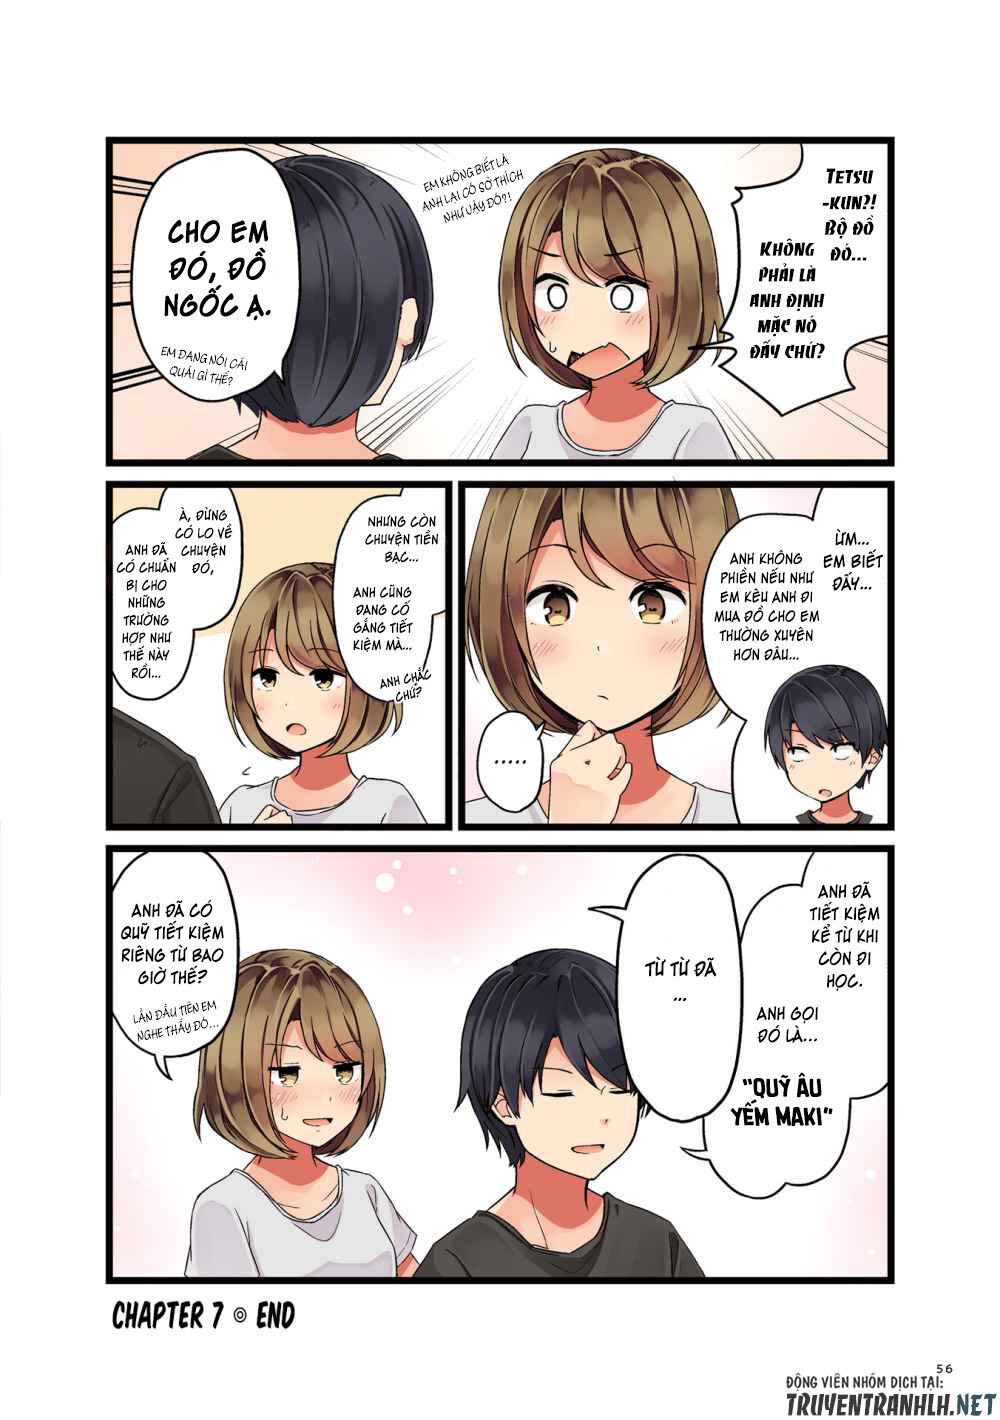 TETSU
-KUN?!
BỘ ĐỒ
ĐÓ...
KHÔNG
PHẢI LÀ
ANH ĐỊNH
MẶC NÓ
ĐẤY CHỨ?
EM KHÔNG BIẾT LÀ
ANH LẠI CÓ SỞ THÍCH
NHƯ VẬY ĐÓ?!
CHO EM
ĐÓ, ĐỒ
NGỐC Ạ.
EM ĐANG NÓI CÁI
QUÁI GÌ THẾ?
ỪM...
EM BIẾT
ĐẤY...
ANH KHÔNG
PHIỀN NẾU NHƯ
EM KÊU ANH ĐI
MUA ĐỒ CHO EM
THƯỜNG XUYÊN
HƠN ĐÂU...
.....
NHƯNG CÒN
CHUYỆN TIỀN
BẠC...
ANH CŨNG
ĐANG CỐ
GẮNG TIẾT
KIỆM MÀ...
ANH CHẮC
CHỨ?
À, ĐỪNG
CÓ LO VỀ
CHUYỆN
ĐÓ,
ANH ĐÃ
CÓ CHUẨN
BỊ CHO
NHỮNG
TRƯỜNG
HỢP NHƯ
THẾ NÀY
RỒI...
ANH ĐÃ
TIẾT KIỆM
KỂ TỪ KHI
CÒN ĐI
HỌC.
ANH GỌI
ĐÓ LÀ...
"QUỸ ÂU
YẾM MAKI"
TỪ TỪ ĐÃ
...
ANH ĐÃ CÓ
QUỸ TIẾT KIỆM
RIÊNG TỪ BAO
GIỜ THẾ?
LẦN ĐẦU TIÊN EM
NGHE THẤY ĐÓ...
CHAPTER 7 ◎ END
56
ĐỘNG VIÊN NHÓM DỊCH TẠI:
TRUYENTRANHLH.NET